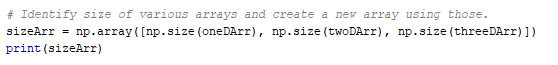 # Identify size of various arrays and create a new array using those.
sizeArr = np.array([np.size(oneDArr), np.size(twoDArr), np.size(threeDArr)])
print(sizeArr)